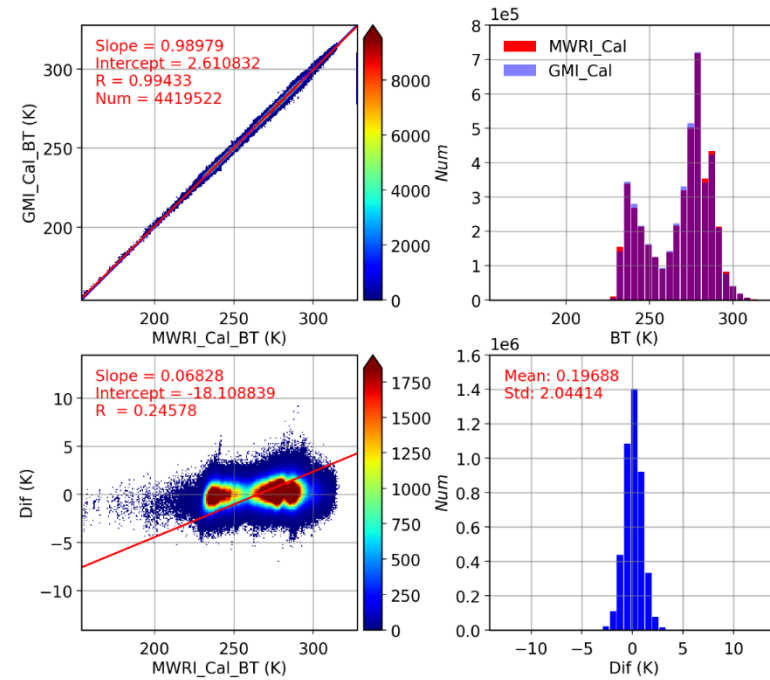 Slope = 0.98979
Intercept = 2.610832
R = 0.99433
Num = 4419522
GMI_Cal_BT (K)
300
250
200
200
250
300
MWRI_Cal_BT (K)
8000
6000
4000
2000
0
Num
1e5
MWRI_Cal
GMI_Cal
8
7
6
5
4
3
2
1
0
200
250
300
BT (K)
Slope = 0.06828
Intercept = -18.108839
R = 0.24578
Dif (K)
10
5
0
−5
−10
200
250
300
MWRI_Cal_BT (K)
1750
1500
1250
1000
750
500
250
0
Num
1e6
Mean: 0.19688
Std: 2.04414
1.6
1.4
1.2
1.0
0.8
0.6
0.4
0.2
0.0
−10
−5
0
5
10
Dif (K)